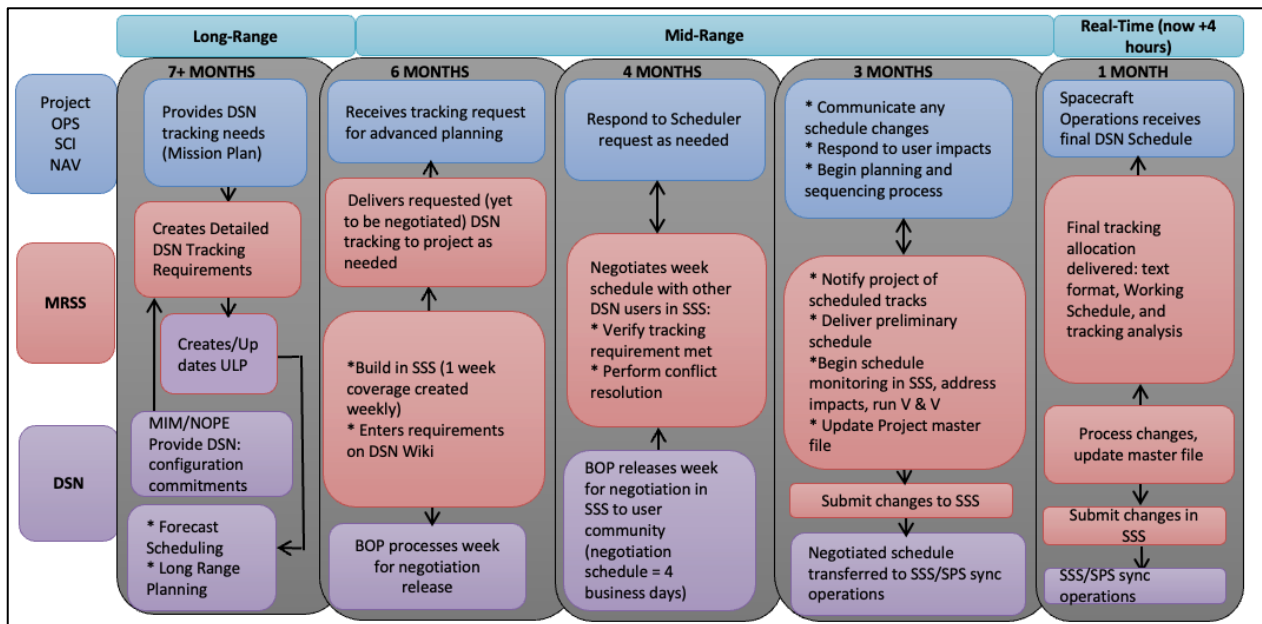 Long-Range
Mid-Range
Real-Time (now +4
hours)
Project
OPS
SCI
NAV
MRSS
DSN
7+ MONTHS
Provides DSN
tracking needs
(Mission Plan)
Creates Detailed
DSN Tracking
Requirements
Creates/Up
dates ULP
MIM/NOPE
Provide DSN:
configuration
commitments
* Forecast
Scheduling
* Long Range
Planning
6 MONTHS
Receives tracking request
for advanced planning
Delivers requested (yet
to be negotiated) DSN
tracking to project as
needed
*Build in SSS (1 week
coverage created
weekly)
* Enters requirements
on DSN Wiki
BOP processes week
for negotiation
release
4 MONTHS
Respond to Scheduler
request as needed
Negotiates week
schedule with other
DSN users in SSS:
* Verify tracking
requirement met
* Perform conflict
resolution
BOP releases week
for negotiation in
SSS to user
community
(negotiation
schedule = 4
business days)
3 MONTHS
* Communicate any
schedule changes
* Respond to user impacts
* Begin planning and
sequencing process
* Notify project of
scheduled tracks
* Deliver preliminary
schedule
*Begin schedule
monitoring in SSS, address
impacts, run V & V
* Update Project master
file
Submit changes to SSS
Negotiated schedule
transferred to SSS/SPS sync
operations
1 MONTH
Spacecraft
Operations receives
final DSN Schedule
Final tracking
allocation
delivered: text
format, Working
Schedule, and
tracking analysis
Process changes,
update master file
Submit changes in
SSS
SSS/SPS sync
operations